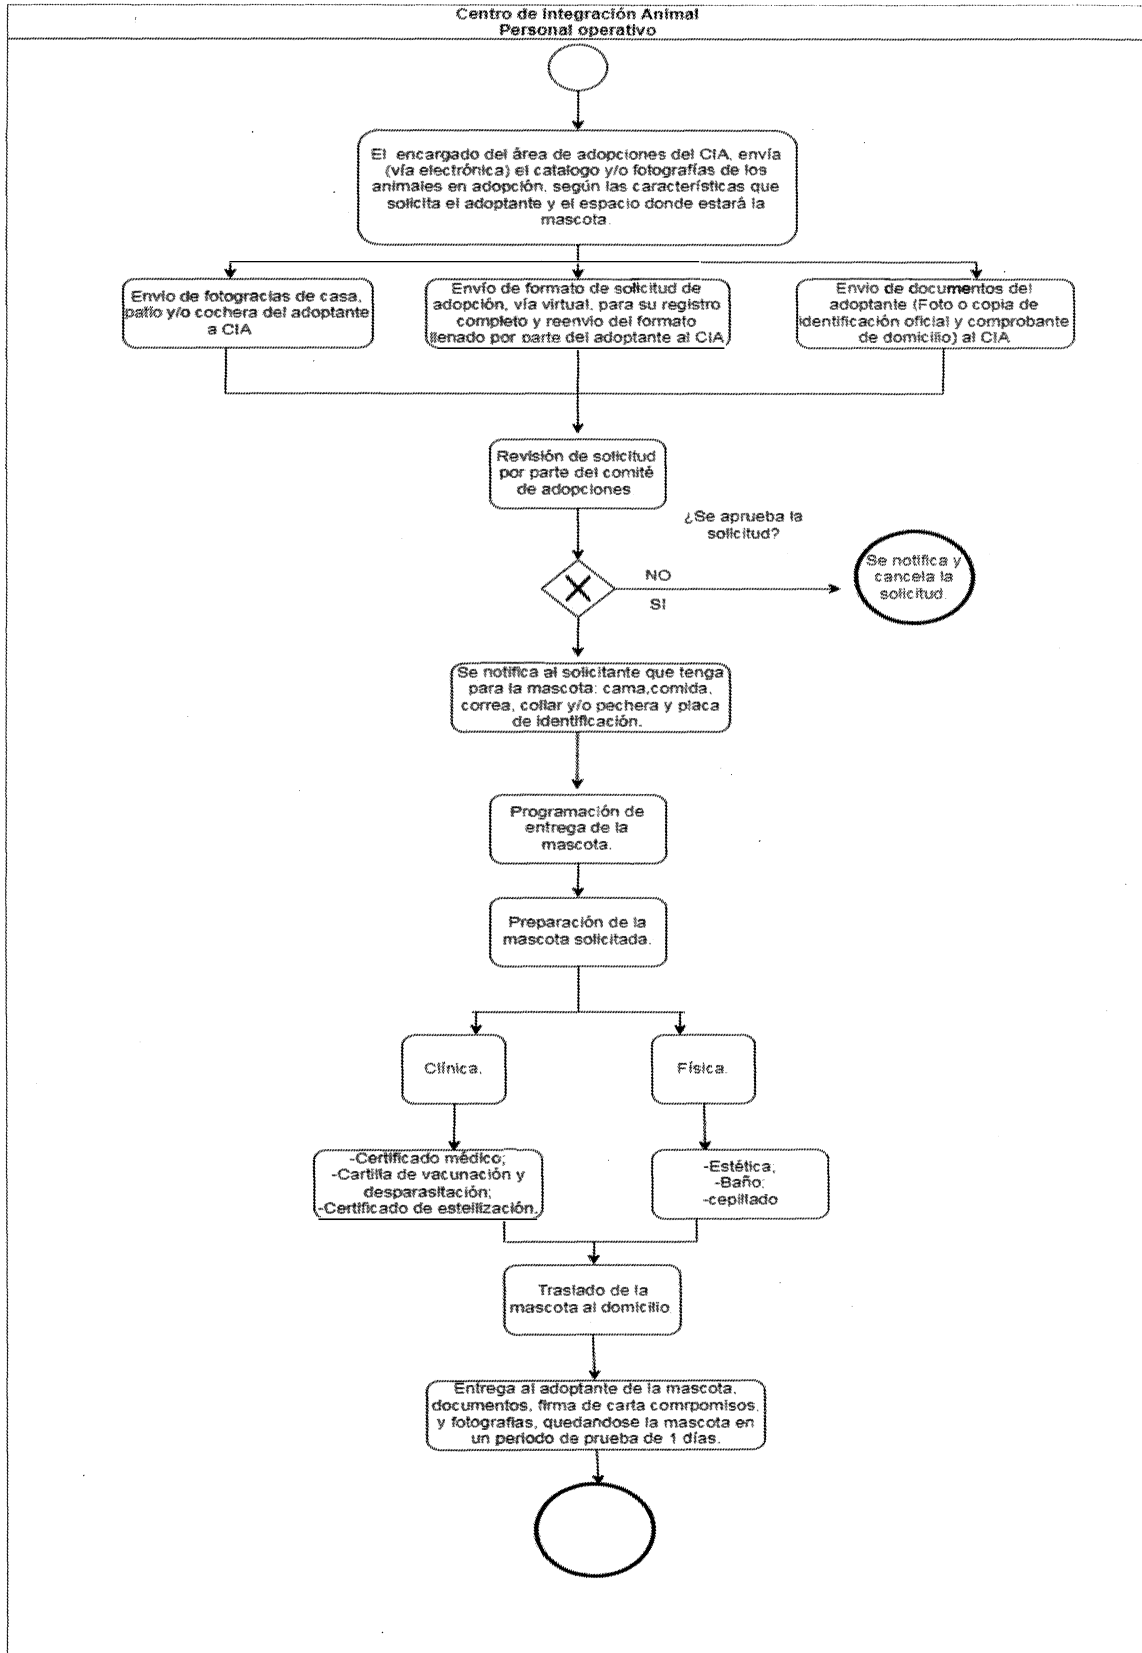 Centro de Integración Animal
Personal operativo
El encargado del área de adopciones del CIA, envía
(vía electrónica) el catalogo y/o fotografías de los
animales en adopción, según las características que
solicita el adoptante y el espacio donde estará la
mascota.
Envio de fotogracias de casa,
patio y/o cochera del adoptante
a CIA
Envío de formato de solicitud de
adopción, vía virtual, para su registro
completo y reenvio del formato
llenado por parte del adoptante al CIA
Envio de documentos del
adoptante (Foto o copia de
identificación oficial y comprobante
de domicilio) al CIA
Revisión de solicitud
por parte del comité
de adopciones
¿Se aprueba la
solicitud?
NO
SI
Se notifica y
cancela la
solicitud.
Se notifica al solicitante que tenga
para la mascota: cama,comida,
correa, collar y/o pechera y placa
de identificación.
Programación de
entrega de la
mascota.
Preparación de la
mascota solicitada.
Clínica.
Física.
-Certificado médico;
-Cartilla de vacunación y
desparasitación;
-Certificado de esteilización.
-Estética;
-Baño;
-cepillado
Traslado de la
mascota al domicilio
Entrega al adoptante de la mascota,
documentos, firma de carta comrpomisos,
y fotografias, quedandose la mascota en
un periodo de prueba de 1 días.